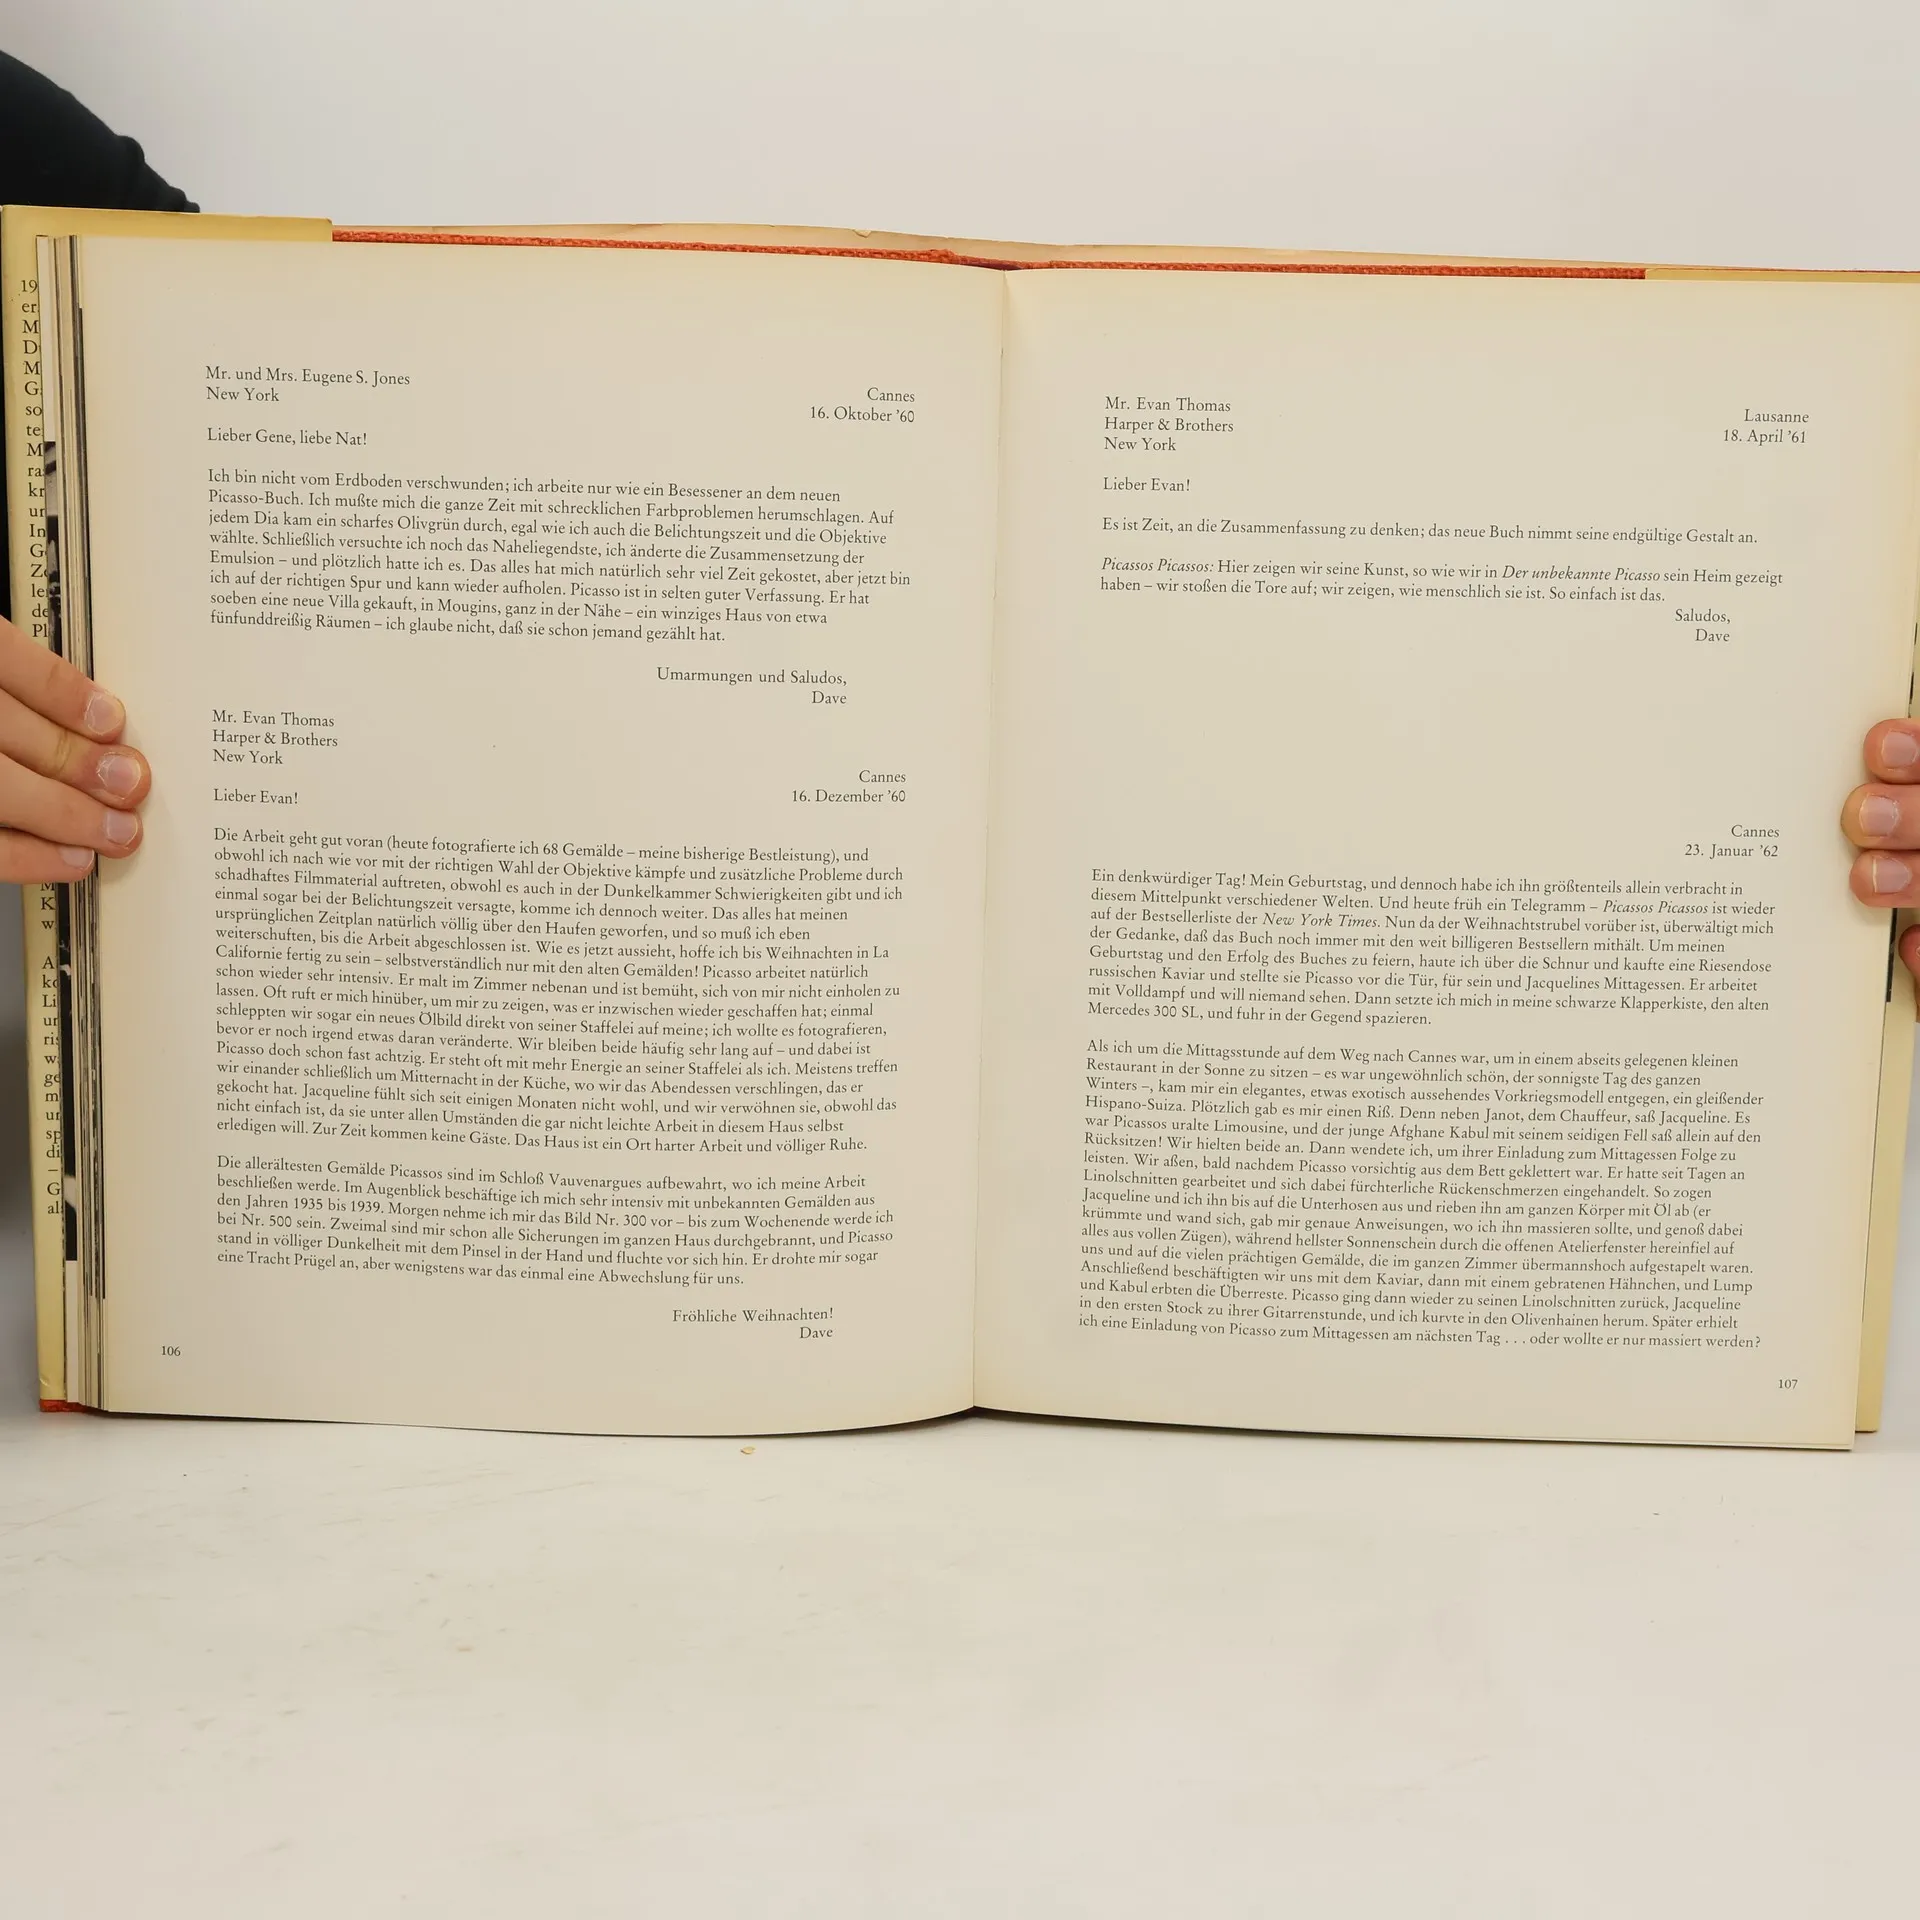 Mr. und Mrs. Eugene S. Jones
New York
Cannes
16. Oktober ’60
Lieber Gene, liebe Nat!
Ich bin nicht vom Erdboden verschwunden; ich arbeite nur wie ein Besessener an dem neuen
Picasso-Buch. Ich mußte mich die ganze Zeit mit schrecklichen Farbproblemen herumschlagen. Auf
jedem Dia kam ein scharfes Olivgrün durch, egal wie ich auch die Belichtungszeit und die Objektive
wählte. Schließlich versuchte ich noch das Naheliegendste, ich änderte die Zusammensetzung der
Emulsion – und plötzlich hatte ich es. Das alles hat mich natürlich sehr viel Zeit gekostet, aber jetzt bin
ich auf der richtigen Spur und kann wieder aufholen. Picasso ist in selten guter Verfassung. Er hat
soeben eine neue Villa gekauft, in Mougins, ganz in der Nähe – ein winziges Haus von etwa
fünfunddreißig Räumen – ich glaube nicht, daß sie schon jemand gezählt hat.
Umarmungen und Saludos,
Dave
Mr. Evan Thomas
Harper & Brothers
New York
Cannes
16. Dezember ’60
Lieber Evan!
Die Arbeit geht gut voran (heute fotografierte ich 68 Gemälde – meine bisherige Bestleistung), und
obwohl ich nach wie vor mit der richtigen Wahl der Objektive kämpfe und zusätzliche Probleme durch
schadhaftes Filmmaterial auftreten, obwohl es auch in der Dunkelkammer Schwierigkeiten gibt und ich
einmal sogar bei der Belichtungszeit versagte, komme ich dennoch weiter. Das alles hat meinen
ursprünglichen Zeitplan natürlich völlig über den Haufen geworfen, und so muß ich eben
weiterschuften, bis die Arbeit abgeschlossen ist. Wie es jetzt aussieht, hoffe ich bis Weihnachten in La
Californie fertig zu sein – selbstverständlich nur mit den alten Gemälden! Picasso arbeitet natürlich
schon wieder sehr intensiv. Er malt im Zimmer nebenan und ist bemüht, sich von mir nicht einholen zu
lassen. Oft ruft er mich hinüber, um mir zu zeigen, was er inzwischen wieder geschaffen hat; einmal
schleppten wir sogar ein neues Ölbild direkt von seiner Staffelei auf meine; ich wollte es fotografieren,
bevor er noch irgend etwas daran veränderte. Wir bleiben beide häufig sehr lang auf – und dabei ist
Picasso doch schon fast achtzig. Er steht oft mit mehr Energie an seiner Staffelei als ich. Meistens treffen
wir einander schließlich um Mitternacht in der Küche, wo wir das Abendessen verschlingen, das er
gekocht hat. Jacqueline fühlt sich seit einigen Monaten nicht wohl, und wir verwöhnen sie, obwohl das
nicht einfach ist, da sie unter allen Umständen die gar nicht leichte Arbeit in diesem Haus selbst
erledigen will. Zur Zeit kommen keine Gäste. Das Haus ist ein Ort harter Arbeit und völliger Ruhe.
Die allerältesten Gemälde Picassos sind im Schloß Vauvenargues aufbewahrt, wo ich meine Arbeit
beschließen werde. Im Augenblick beschäftige ich mich sehr intensiv mit unbekannten Gemälden aus
den Jahren 1935 bis 1939. Morgen nehme ich mir das Bild Nr. 300 vor – bis zum Wochenende werde ich
bei Nr. 500 sein. Zweimal sind mir schon alle Sicherungen im ganzen Haus durchgebrannt, und Picasso
stand in völliger Dunkelheit mit dem Pinsel in der Hand und fluchte vor sich hin. Er drohte mir sogar
eine Tracht Prügel an, aber wenigstens war das einmal eine Abwechslung für uns.
Fröhliche Weihnachten!
Dave
106
Mr. Evan Thomas
Harper & Brothers
New York
Lausanne
18. April ’61
Lieber Evan!
Es ist Zeit, an die Zusammenfassung zu denken; das neue Buch nimmt seine endgültige Gestalt an.
Picassos Picassos: Hier zeigen wir seine Kunst, so wie wir in Der unbekannte Picasso sein Heim gezeigt
haben – wir stoßen die Tore auf; wir zeigen, wie menschlich sie ist. So einfach ist das.
Saludos,
Dave
Cannes
23. Januar ’62
Ein denkwürdiger Tag! Mein Geburtstag, und dennoch habe ich ihn größtenteils allein verbracht in
diesem Mittelpunkt verschiedener Welten. Und heute früh ein Telegramm – Picassos Picassos ist wieder
auf der Bestsellerliste der New York Times. Nun da der Weihnachtstrubel vorüber ist, überwältigt mich
der Gedanke, daß das Buch noch immer mit den weit billigeren Bestsellern mithält. Um meinen
Geburtstag und den Erfolg des Buches zu feiern, haute ich über die Schnur und kaufte eine Riesendose
russischen Kaviar und stellte sie Picasso vor die Tür, für sein und Jacquelines Mittagessen. Er arbeitet
mit Volldampf und will niemand sehen. Dann setzte ich mich in meine schwarze Klapperkiste, den alten
Mercedes 300 SL, und fuhr in der Gegend spazieren.
Als ich um die Mittagsstunde auf dem Weg nach Cannes war, um in einem abseits gelegenen kleinen
Restaurant in der Sonne zu sitzen – es war ungewöhnlich schön, der sonnigste Tag des ganzen
Winters –, kam mir ein elegantes, etwas exotisch aussehendes Vorkriegsmodell entgegen, ein gleißender
Hispano-Suiza. Plötzlich gab es mir einen Riß. Denn neben Janot, dem Chauffeur, saß Jacqueline. Es
war Picassos uralte Limousine, und der junge Afghane Kabul mit seinem seidigen Fell saß allein auf den
Rücksitzen! Wir hielten beide an. Dann wendete ich, um ihrer Einladung zum Mittagessen Folge zu
leisten. Wir aßen, bald nachdem Picasso vorsichtig aus dem Bett geklettert war. Er hatte seit Tagen an
Linolschnitten gearbeitet und sich dabei fürchterliche Rückenschmerzen eingehandelt. So zogen
Jacqueline und ich ihn bis auf die Unterhosen aus und rieben ihn am ganzen Körper mit Öl ab (er
krümmte und wand sich, gab mir genaue Anweisungen, wo ich ihn massieren sollte, und genoß dabei
alles aus vollen Zügen), während hellster Sonnenschein durch die offenen Atelierfenster hereinfiel auf
uns und auf die vielen prächtigen Gemälde, die im ganzen Zimmer übermannshoch aufgestapelt waren.
Anschließend beschäftigten wir uns mit dem Kaviar, dann mit einem gebratenen Hähnchen, und Lump
und Kabul erbten die Überreste. Picasso ging dann wieder zu seinen Linolschnitten zurück, Jacqueline
in den ersten Stock zu ihrer Gitarrenstunde, und ich kurvte in den Olivenhainen herum. Später erhielt
ich eine Einladung von Picasso zum Mittagessen am nächsten Tag . . . oder wollte er nur massiert werden?
107